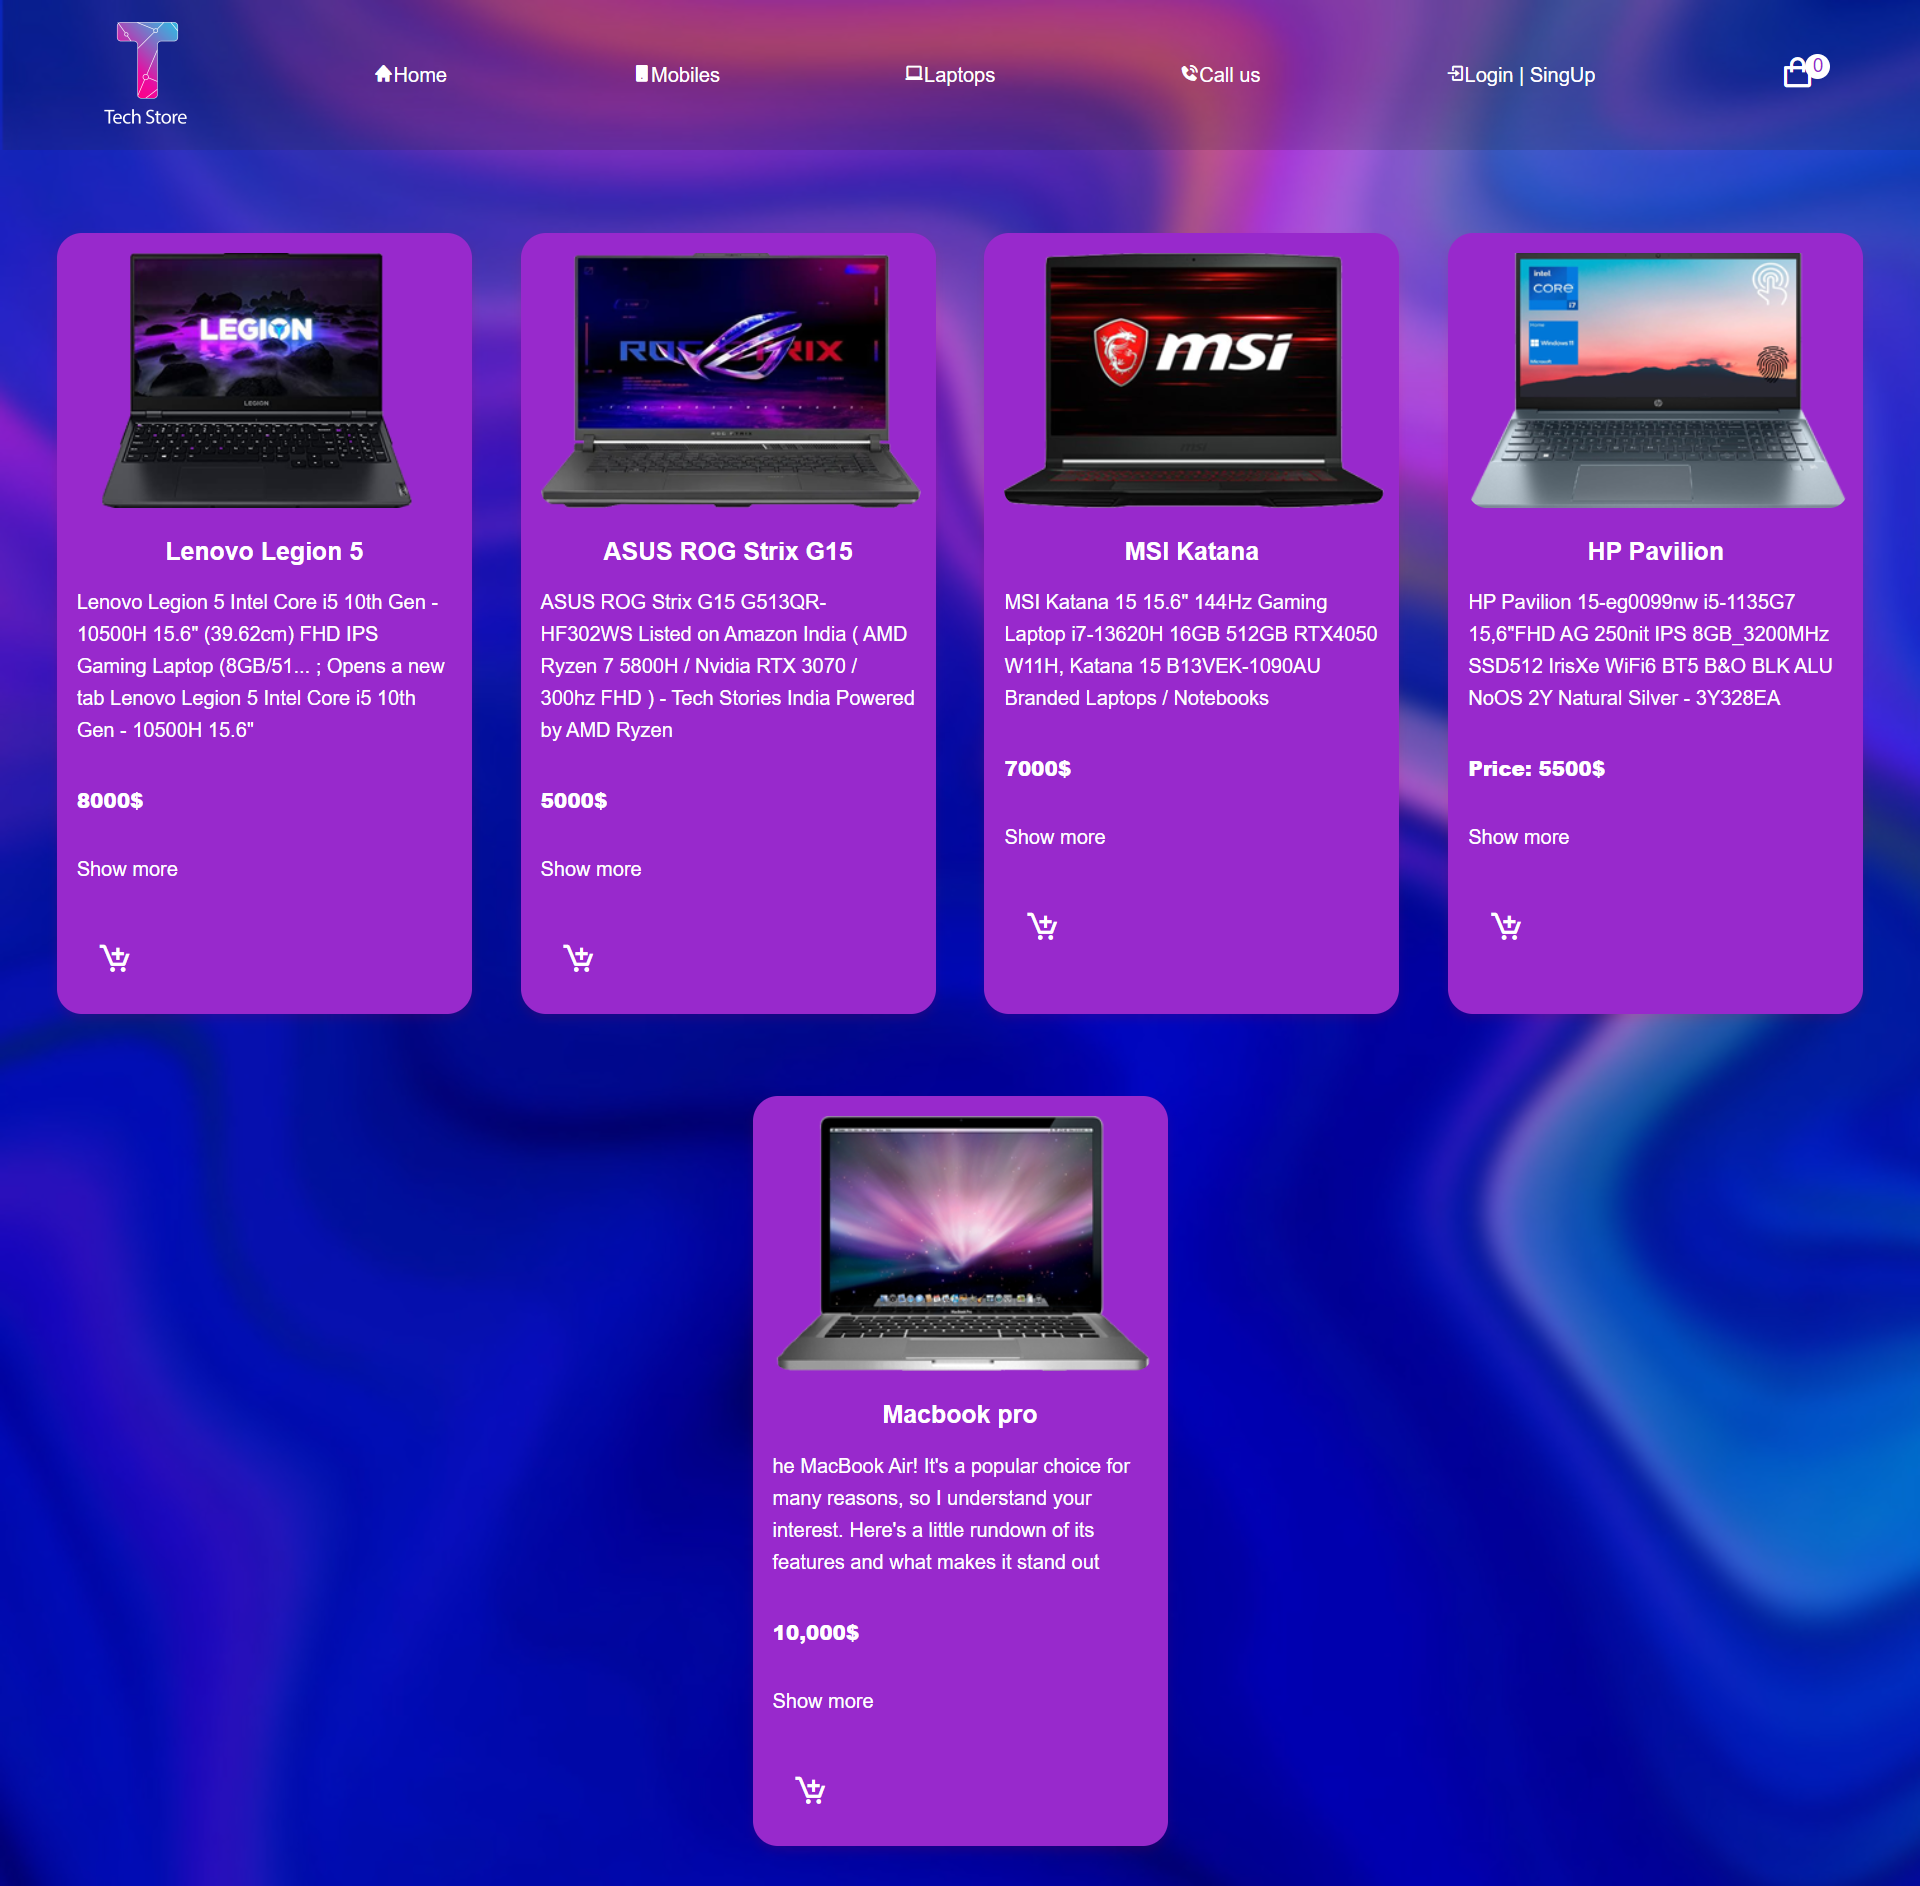 Tech Store
Home
Mobiles
Laptops
Call us
Login | SingUp
0
LEGION
LEGION
Lenovo Legion 5
Lenovo Legion 5 Intel Core i5 10th Gen -
10500H 15.6" (39.62cm) FHD IPS
Gaming Laptop (8GB/51... ; Opens a new
tab Lenovo Legion 5 Intel Core i5 10th
Gen - 10500H 15.6"
8000$
Show more
ASUS ROG Strix G15
ASUS ROG Strix G15 G513QR-
HF302WS Listed on Amazon India ( AMD
Ryzen 7 5800H / Nvidia RTX 3070 /
300hz FHD ) - Tech Stories India Powered
by AMD Ryzen
5000$
Show more
msi
MSI Katana
MSI Katana 15 15.6" 144Hz Gaming
Laptop i7-13620H 16GB 512GB RTX4050
W11H, Katana 15 B13VEK-1090AU
Branded Laptops / Notebooks
7000$
Show more
intel
CORE
i7
Home
Windows 11
Microsoft
hp
HP Pavilion
HP Pavilion 15-eg0099nw i5-1135G7
15,6"FHD AG 250nit IPS 8GB_3200MHz
SSD512 IrisXe WiFi6 BT5 B&O BLK ALU
NoOS 2Y Natural Silver - 3Y328EA
Price: 5500$
Show more
MacBook Pro
Macbook pro
he MacBook Air! It's a popular choice for
many reasons, so I understand your
interest. Here's a little rundown of its
features and what makes it stand out
10,000$
Show more